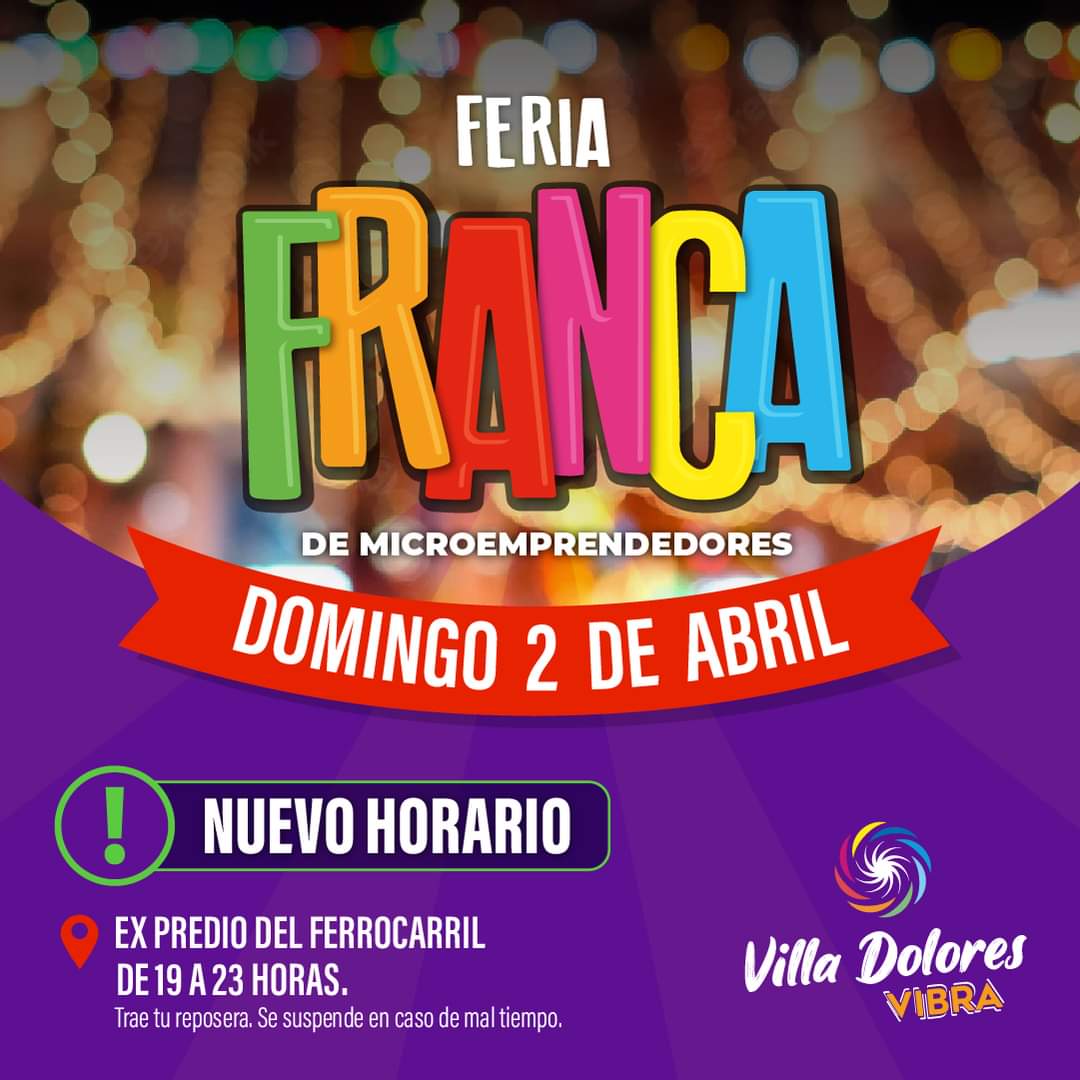 FERIA
FRANCA
DE MICROEMPRENDEDORES
DOMINGO 2 DE ABRIL
!
NUEVO HORARIO
EX PREDIO DEL FERROCARRIL
DE 19 A 23 HORAS.
Trae tu reposera. Se suspende en caso de mal tiempo.
Villa Dolores
VIBRA